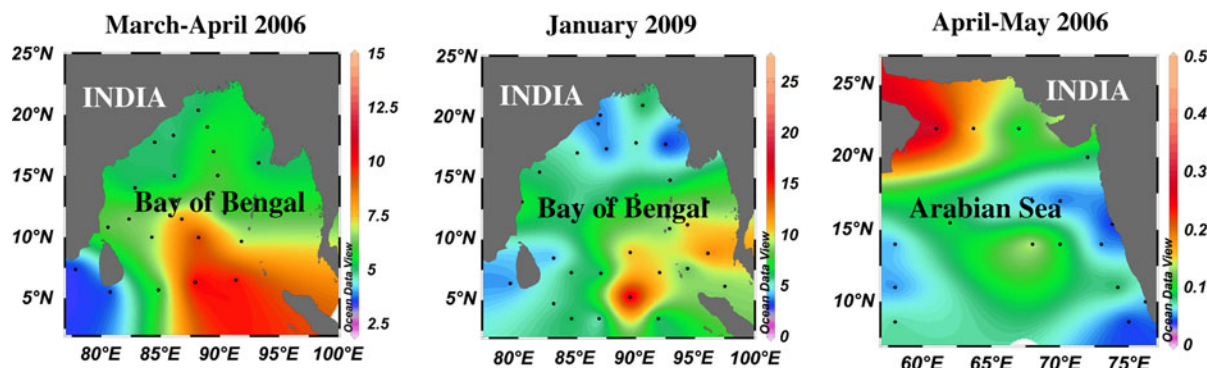 March-April 2006
25°N
20°N
15°N
10°N
5°N
INDIA
Bay of Bengal
80°E 85°E 90°E 95°E 100°E
15
12.5
10
7.5
5
2.5
Ocean Data View
January 2009
25°N
20°N
15°N
10°N
5°N
INDIA
Bay of Bengal
80°E 85°E 90°E 95°E 100°E
25
20
15
10
5
0
Ocean Data View
April-May 2006
25°N
20°N
15°N
10°N
INDIA
Arabian Sea
60°E 65°E 70°E 75°E
0.5
0.4
0.3
0.2
0.1
0
Ocean Data View